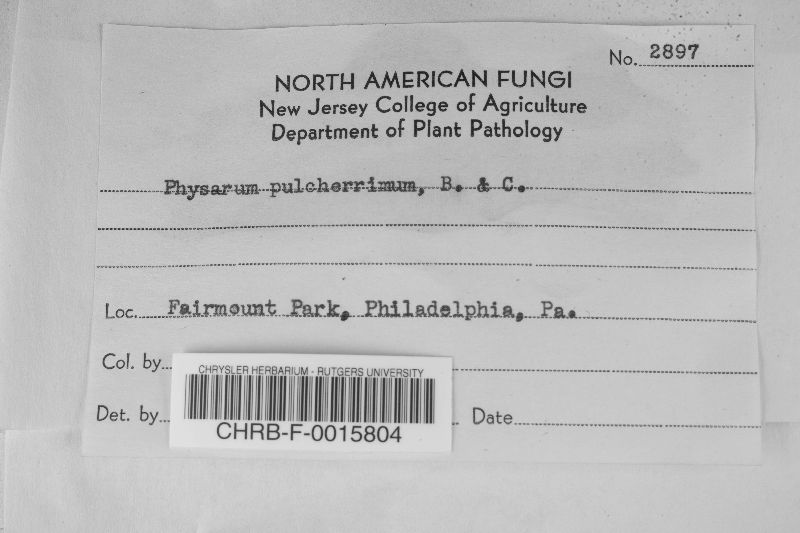 No. 2897
NORTH AMERICAN FUNGI
New Jersey College of Agriculture
Department of Plant Pathology
Physarum pulcherrimum, B. & C.
Loc. Fairmount Park, Philadelphia, Pa.
Col. by
CHRYSLER HERBARIUM - RUTGERS UNIVERSITY
Det. by
CHRB-F-0015804
Date